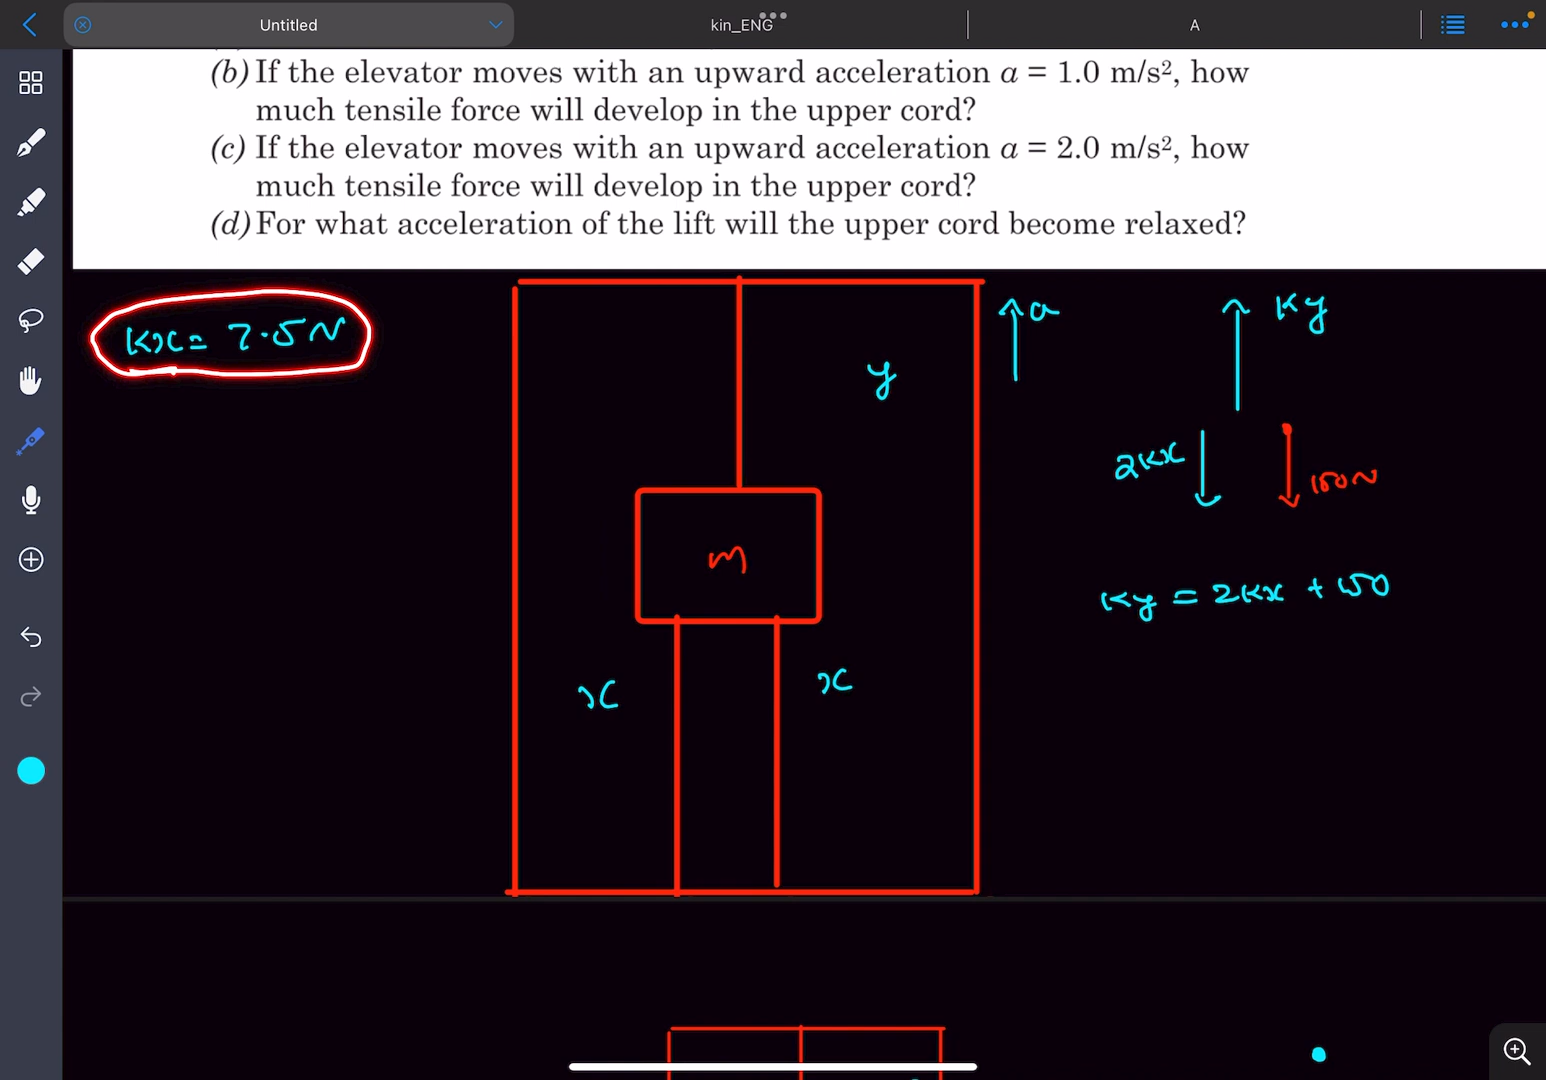 Untitled
kin_ENG
A
(b) If the elevator moves with an upward acceleration a = 1.0 m/s², how
much tensile force will develop in the upper cord?
(c) If the elevator moves with an upward acceleration a = 2.0 m/s², how
much tensile force will develop in the upper cord?
(d) For what acceleration of the lift will the upper cord become relaxed?
Kx = 7.5N
a
Ky
y
2Kx
150N
m
Ky = 2Kx + 150
x
x